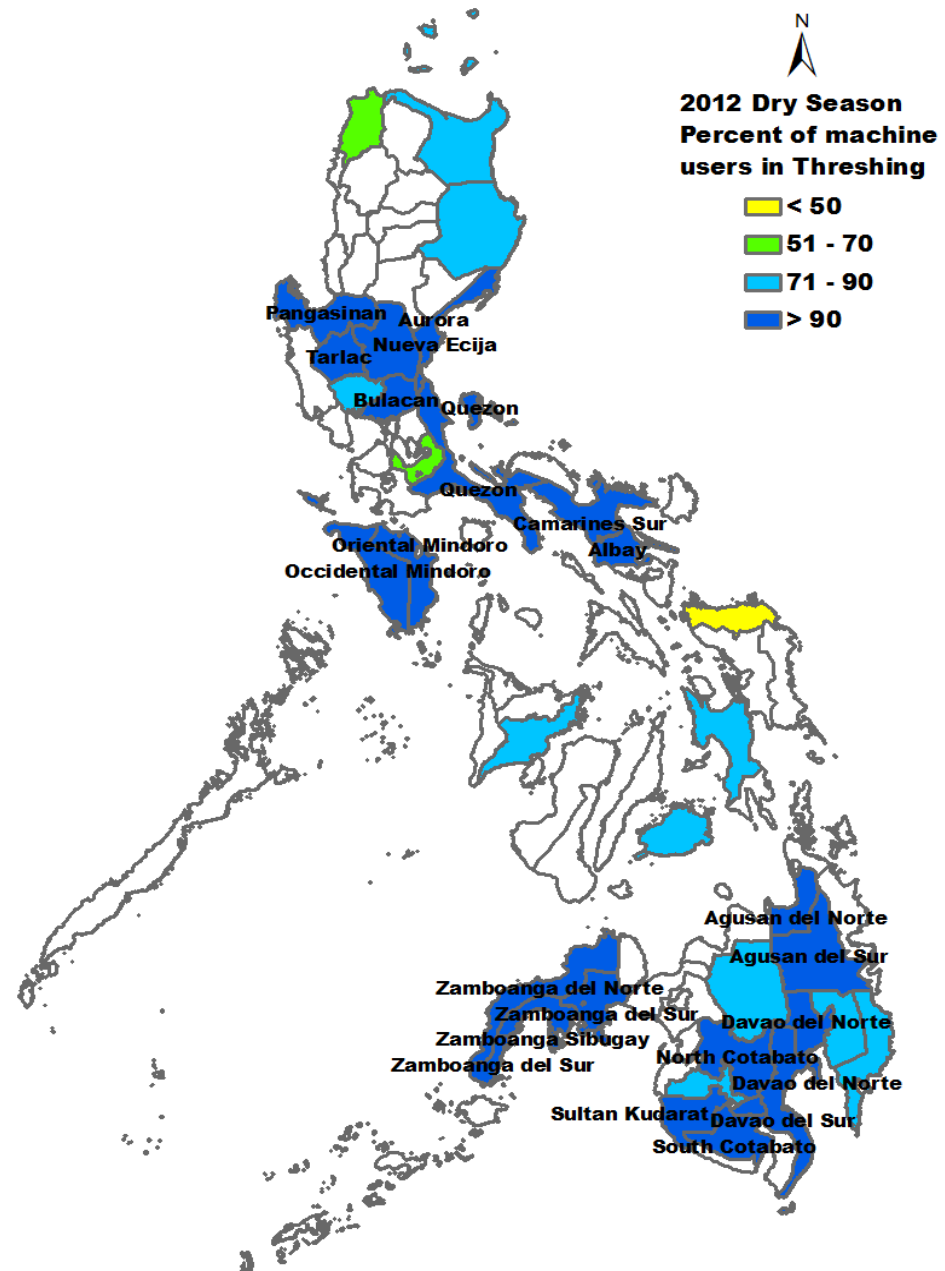 N
2012 Dry Season
Percent of machine
users in Threshing
< 50
51 - 70
71 - 90
> 90
Pangasinan
Aurora
Nueva Ecija
Tarlac
Bulacan
Quezon
Quezon
Camarines Sur
Oriental Mindoro
Albay
Occidental Mindoro
Agusan del Norte
Agusan del Sur
Zamboanga del Norte
Zamboanga del Sur
Davao del Norte
Zamboanga Sibugay
North Cotabato
Zamboanga del Sur
Davao del Norte
Sultan Kudarat
Davao del Sur
South Cotabato